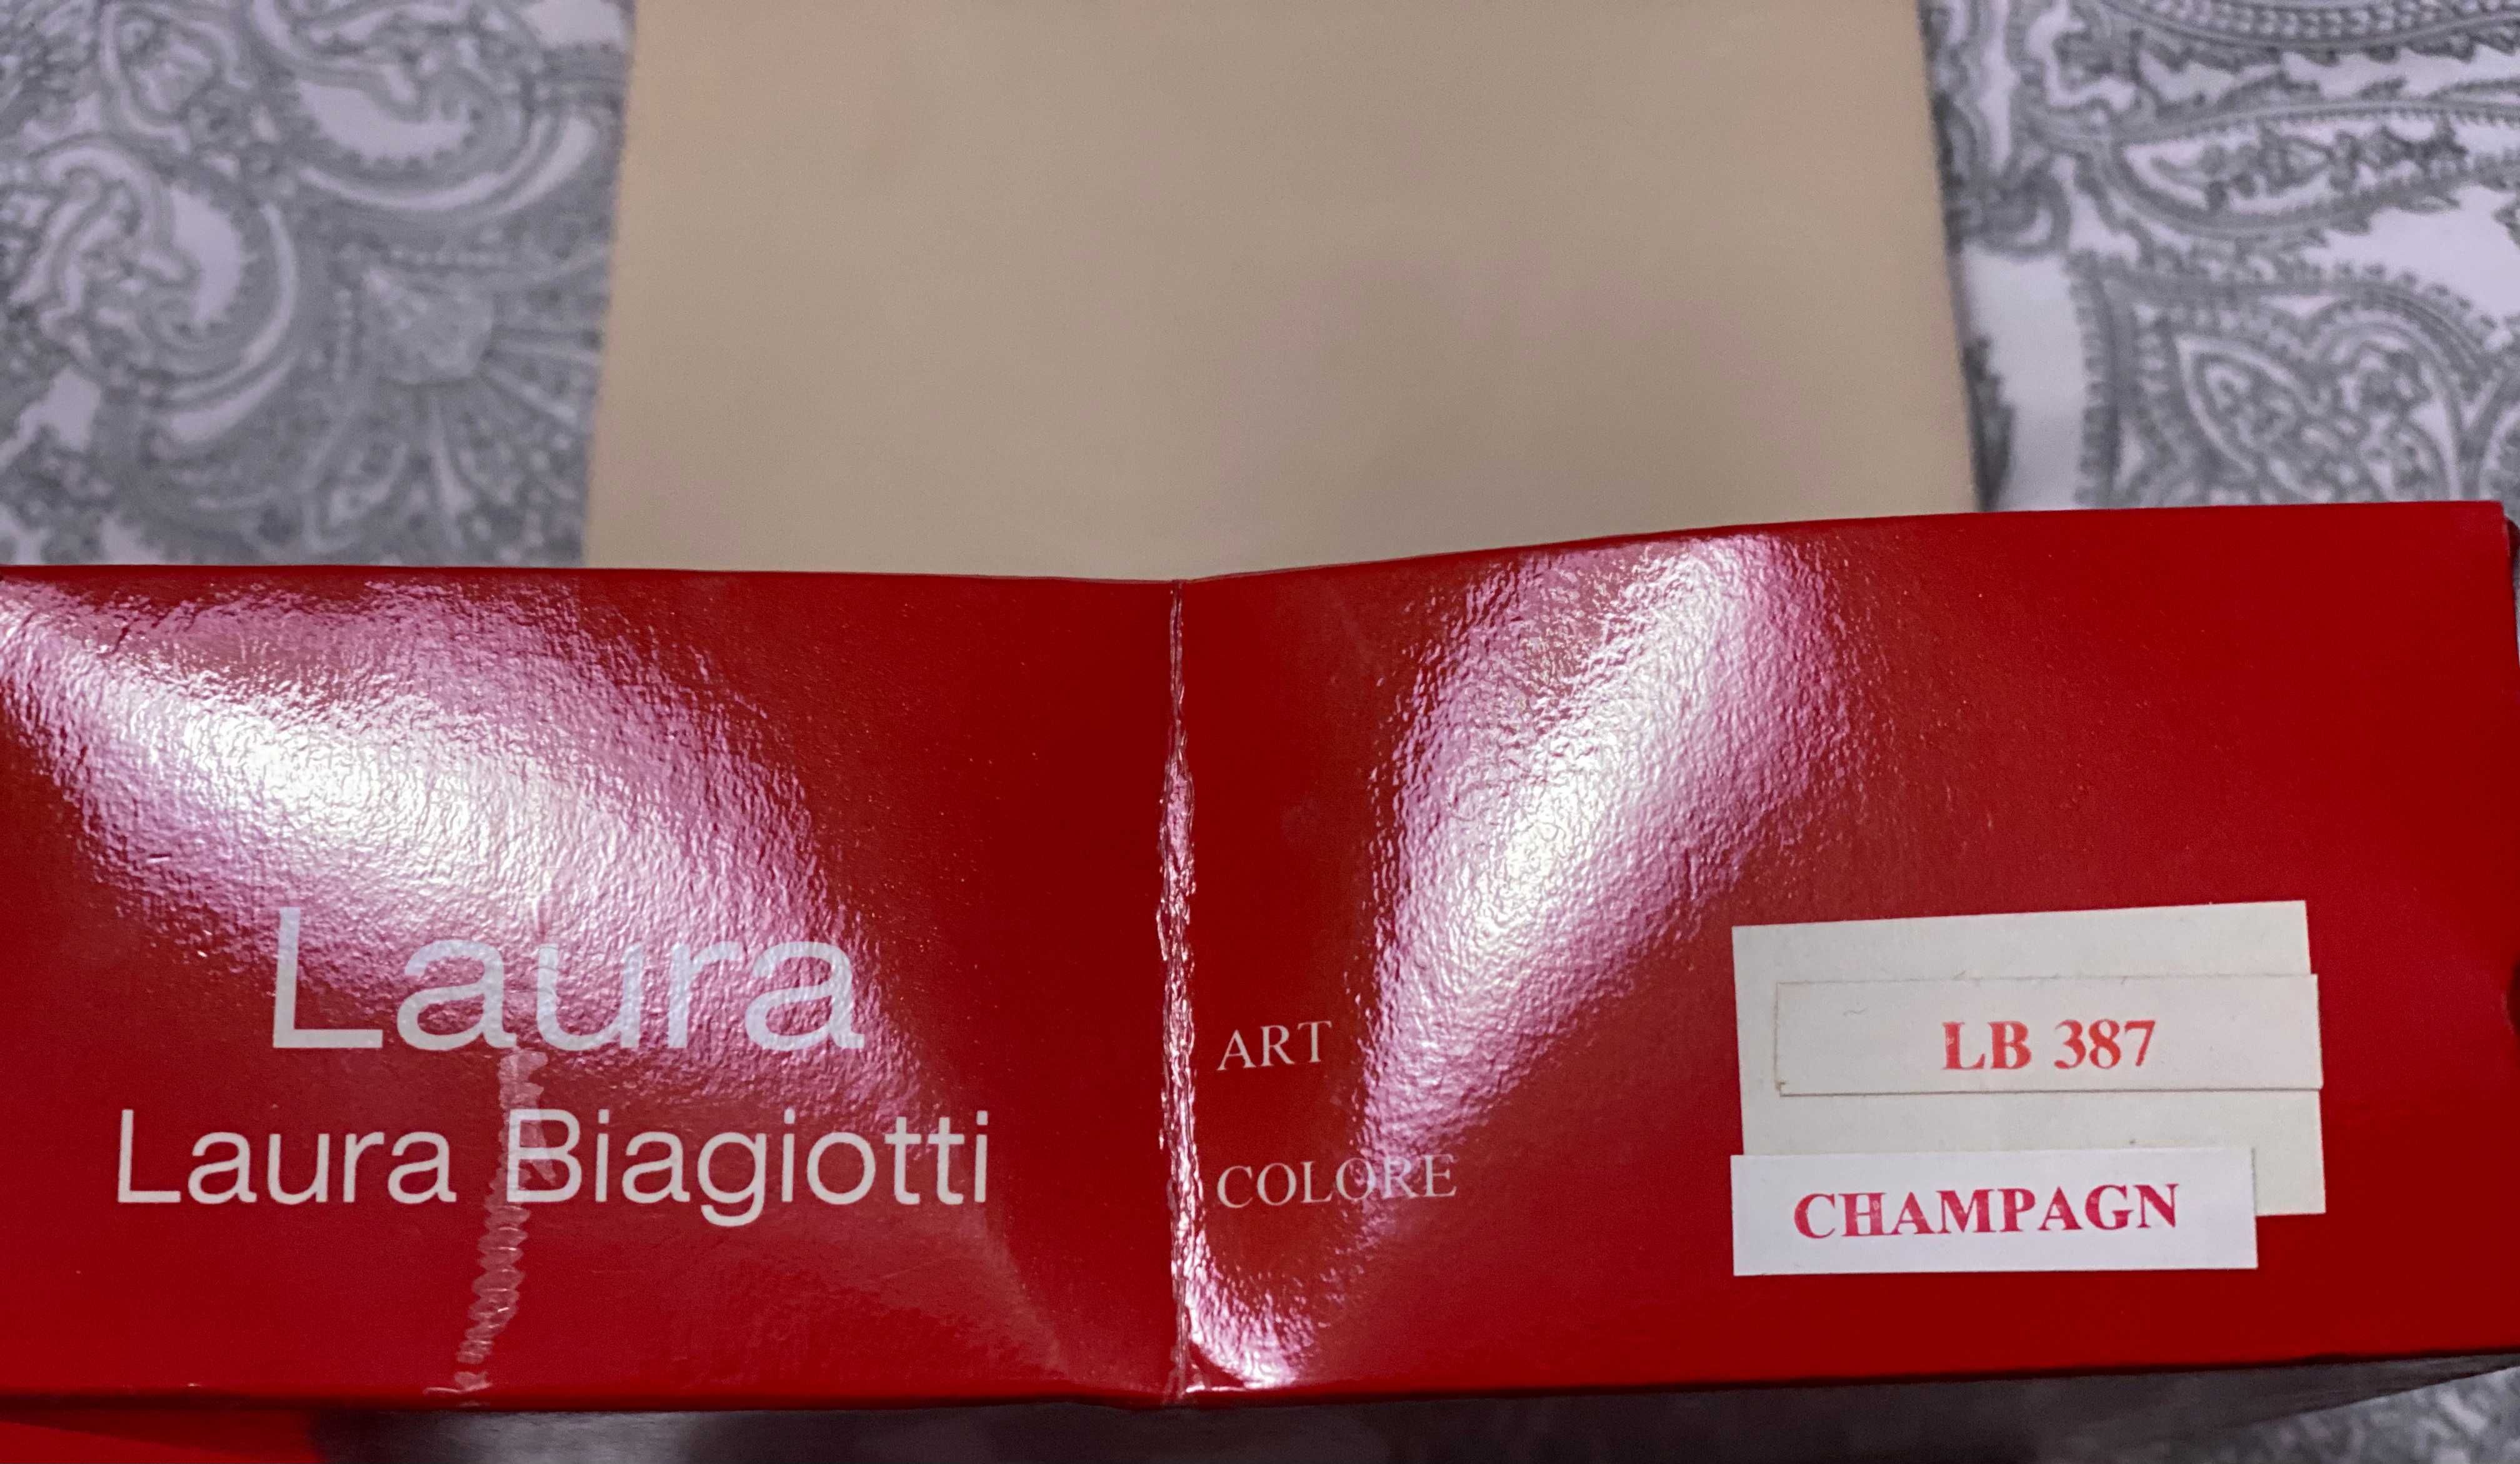 Laura
Laura Biagiotti
ART
LB 387
COLORE
CHAMPAGN